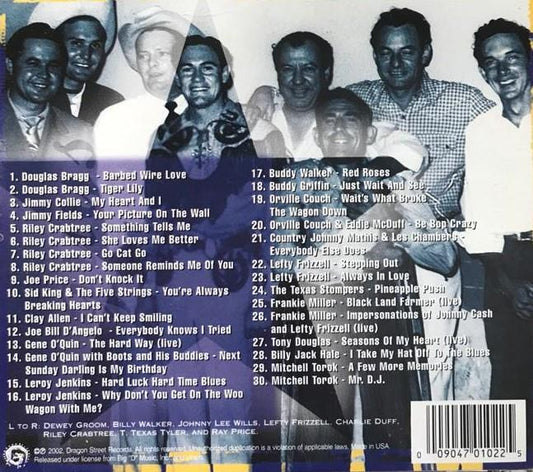 1. Douglas Bragg - Barbed Wire Love
2. Douglas Bragg - Tiger Lily
3. Jimmy Collie - My Heart And I
4. Jimmy Fields - Your Picture On The Wall
5. Riley Crabtree - Something Tells Me
6. Riley Crabtree - She Loves Me Better
7. Riley Crabtree - Go Cat Go
8. Riley Crabtree - Someone Reminds Me Of You
9. Joe Price - Don't Knock It
10. Sid King & The Five Strings - You're Always
Breaking Hearts
11. Clay Allen - I Can't Keep Smiling
12. Joe Bill D'Angelo - Everybody Knows I Tried
13. Gene O'Quin - The Hard Way (live)
14. Gene O'Quin with Boots and His Buddies - Next
Sunday Darling Is My Birthday
15. Leroy Jenkins - Hard Luck Hard Time Blues
16. Leroy Jenkins - Why Don't You Get On The Woo
Wagon With Me?
17. Buddy Walker - Red Roses
18. Buddy Griffin - Just Wait And See
19. Orville Couch - Wait's What Broke
The Wagon Down
20. Orville Couch & Eddie McDuff - Be Bop Crazy
21. Country Johnny Mathis & Les Chambers -
Everybody Else Does
22. Lefty Frizzell - Stepping Out
23. Lefty Frizzell - Always In Love
24. The Texas Stompers - Pineapple Push
25. Frankie Miller - Black Land Farmer (live)
26. Frankie Miller - Impersonations of Johnny Cash
and Lefty Frizzell (live)
27. Tony Douglas - Seasons Of My Heart (live)
28. Billy Jack Hale - I Take My Hat Off To The Blues
29. Mitchell Torok - A Few More Memories
30. Mitchell Torok - Mr. D.J.
L to R: Dewey Groom, Billy Walker, Johnny Lee Wills, Lefty Frizzell, Charlie Duff,
Riley Crabtree, T. Texas Tyler, and Ray Price.
℗© 2002, Dragon Street Records. All rights reserved. Unauthorized duplication is a violation of applicable laws. Made in USA.
Released under license from Big "D" Music, Inc.
0 09047 01022 5